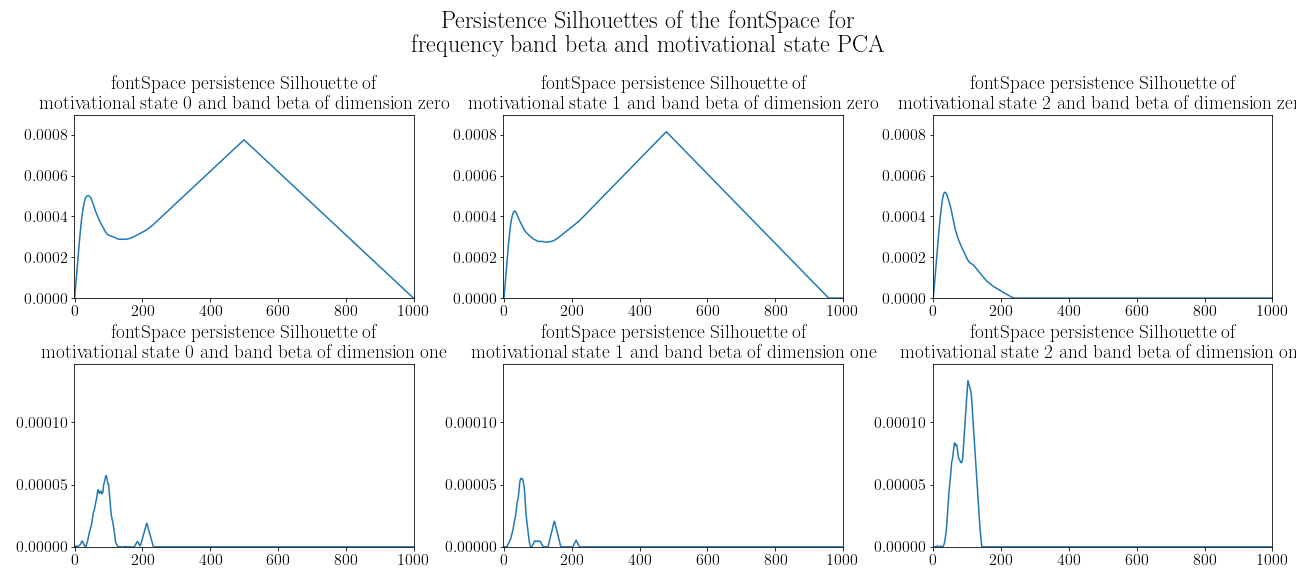 Persistence Silhouettes of the fontSpace for
frequency band beta and motivational state PCA
fontSpace persistence Silhouette of
motivational state 0 and band beta of dimension zero
0.0008
0.0006
0.0004
0.0002
0.0000
0 200 400 600 800 1000
fontSpace persistence Silhouette of
motivational state 1 and band beta of dimension zero
0.0008
0.0006
0.0004
0.0002
0.0000
0 200 400 600 800 1000
fontSpace persistence Silhouette of
motivational state 2 and band beta of dimension zer
0.0008
0.0006
0.0004
0.0002
0.0000
0 200 400 600 800 1000
fontSpace persistence Silhouette of
motivational state 0 and band beta of dimension one
0.00010
0.00005
0.00000
0 200 400 600 800 1000
fontSpace persistence Silhouette of
motivational state 1 and band beta of dimension one
0.00010
0.00005
0.00000
0 200 400 600 800 1000
fontSpace persistence Silhouette of
motivational state 2 and band beta of dimension on
0.00010
0.00005
0.00000
0 200 400 600 800 1000